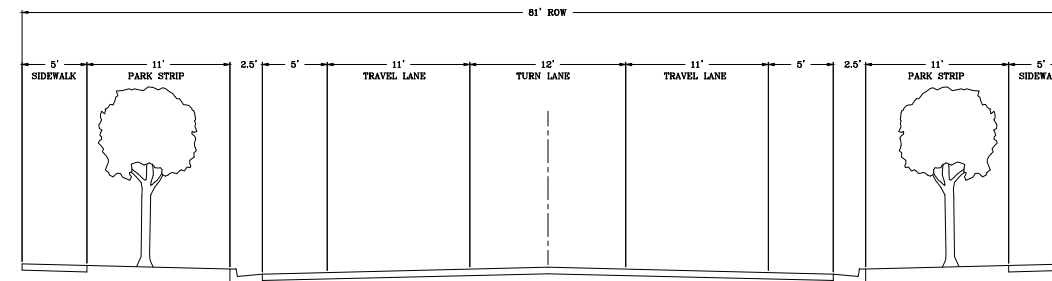 81' ROW
5' 11' 2.5' 5' 11' 12' 11' 5' 2.5' 11' 5'
SIDEWALK PARK STRIP TRAVEL LANE TURN LANE TRAVEL LANE PARK STRIP SIDEWA